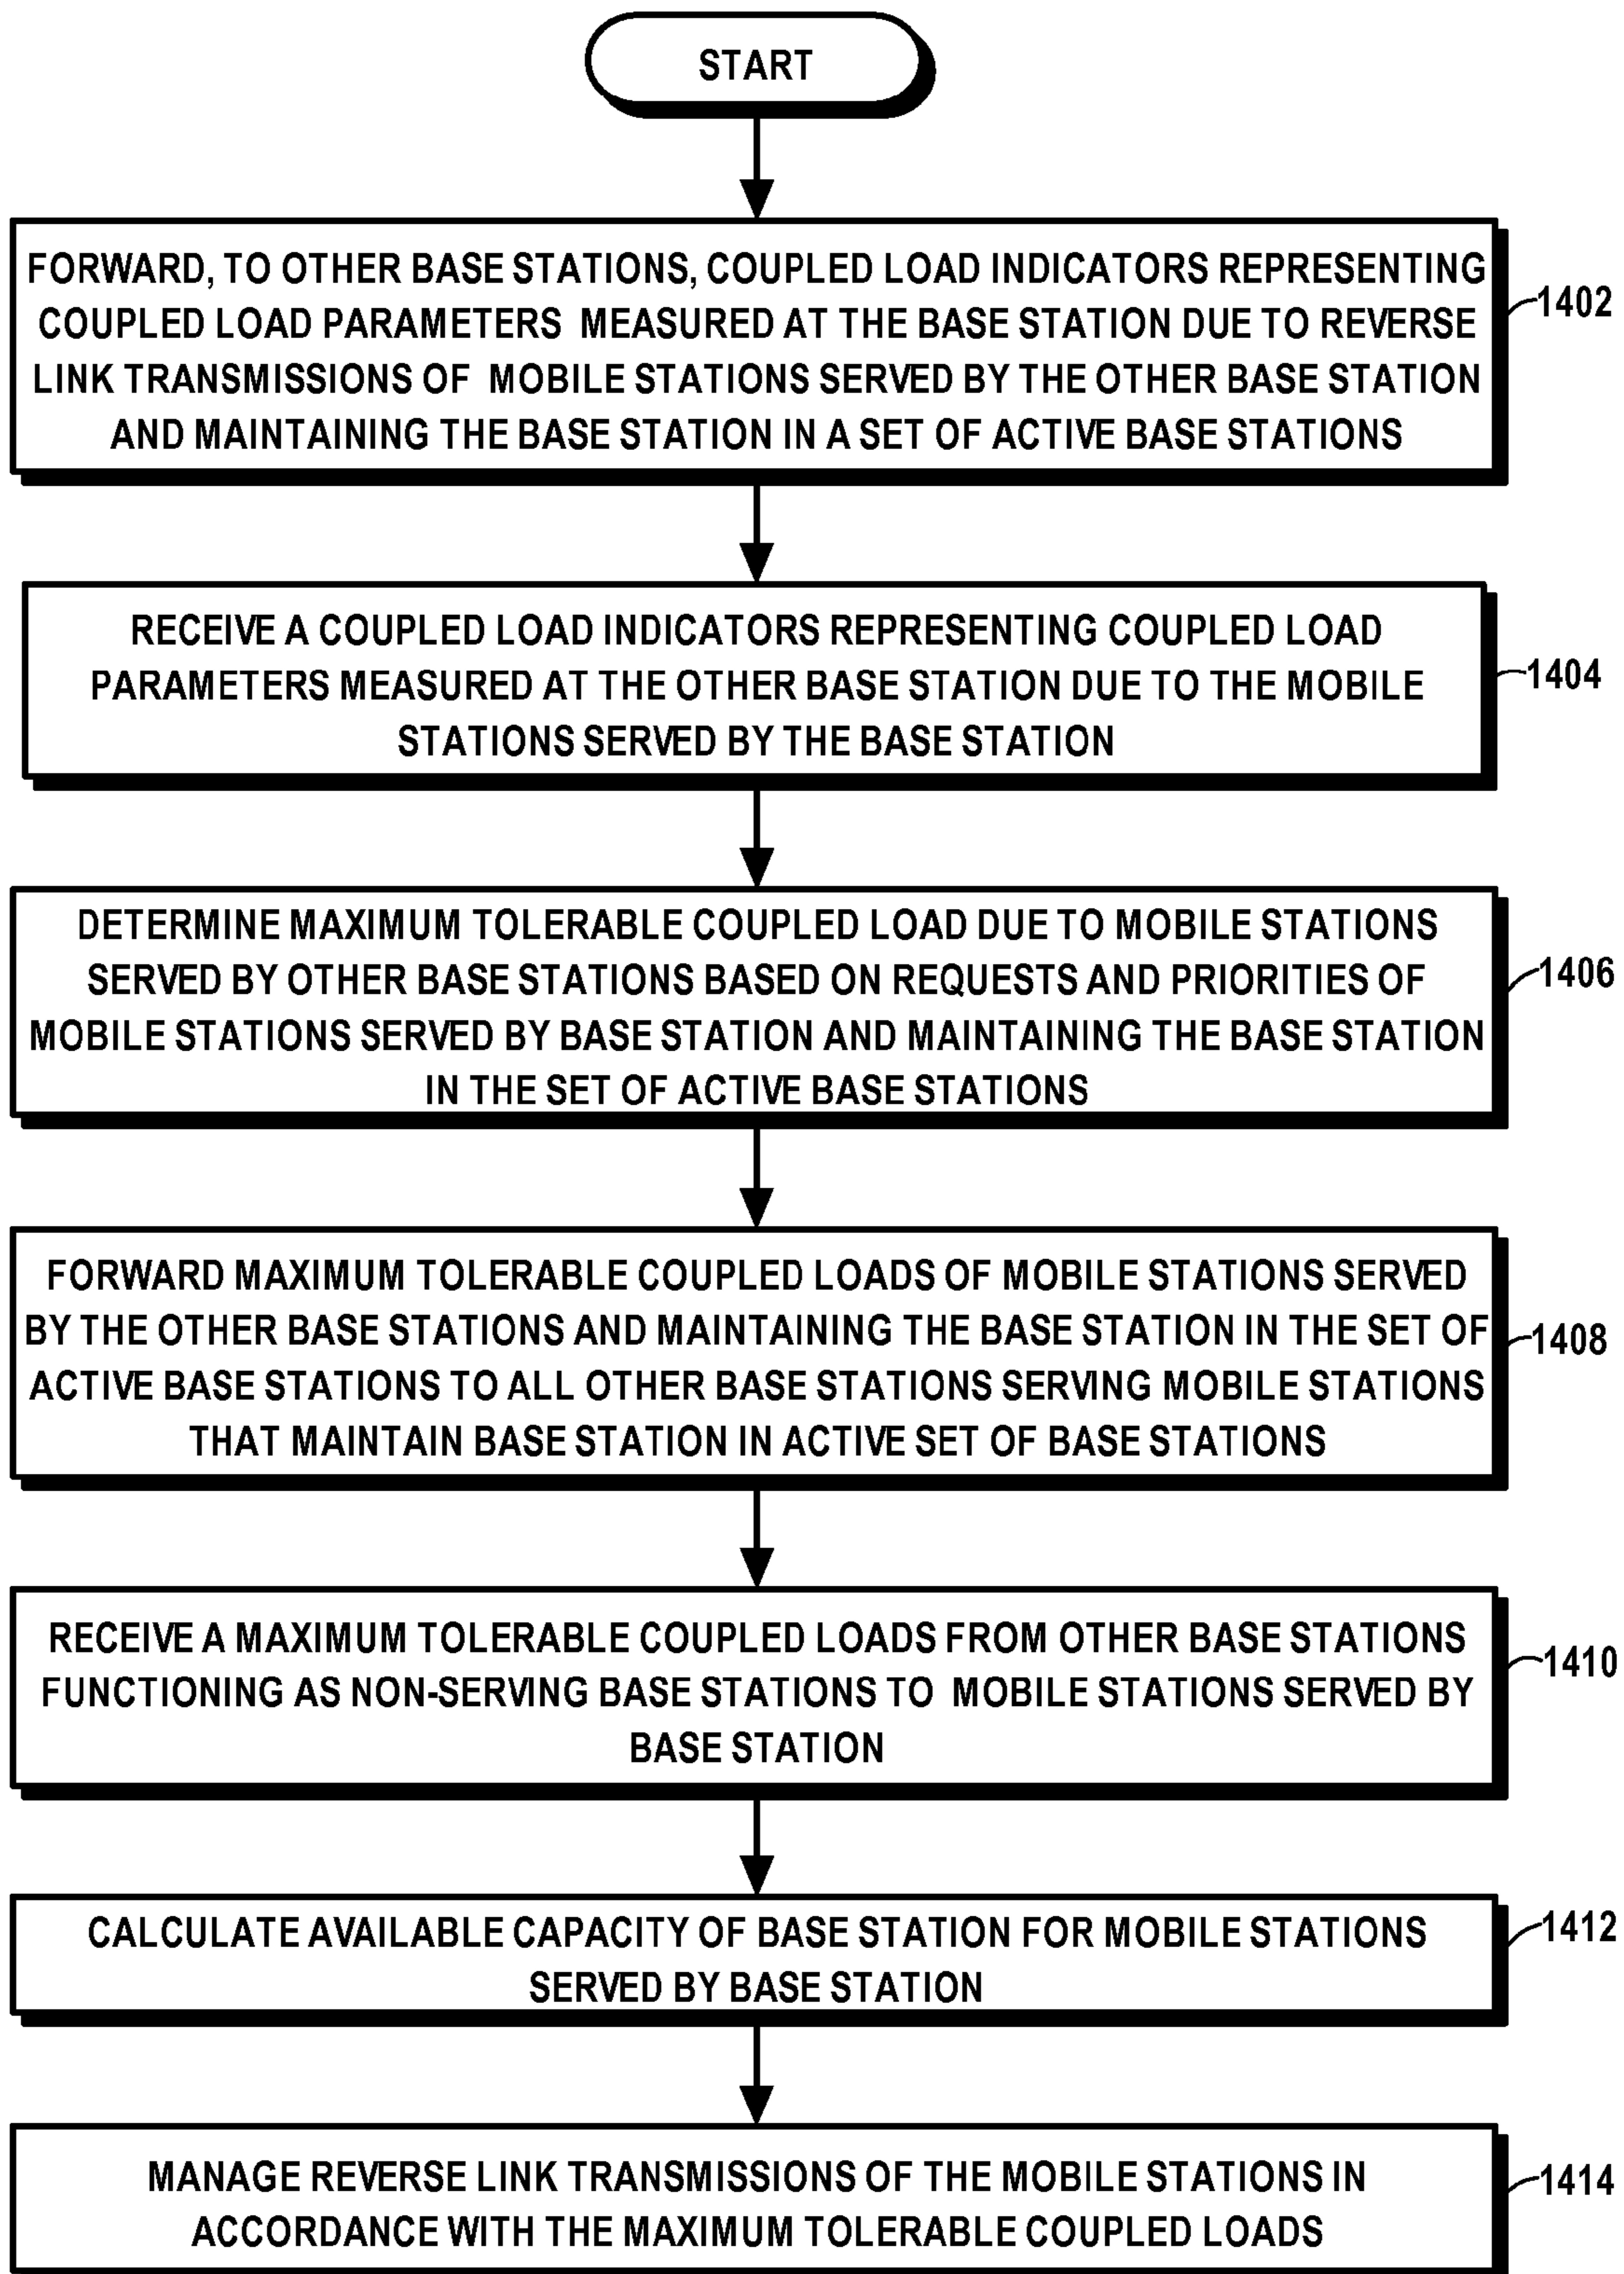 START
FORWARD, TO OTHER BASE STATIONS, COUPLED LOAD INDICATORS REPRESENTING
COUPLED LOAD PARAMETERS MEASURED AT THE BASE STATION DUE TO REVERSE
LINK TRANSMISSIONS OF MOBILE STATIONS SERVED BY THE OTHER BASE STATION
AND MAINTAINING THE BASE STATION IN A SET OF ACTIVE BASE STATIONS
1402
RECEIVE A COUPLED LOAD INDICATORS REPRESENTING COUPLED LOAD
PARAMETERS MEASURED AT THE OTHER BASE STATION DUE TO THE MOBILE
STATIONS SERVED BY THE BASE STATION
1404
DETERMINE MAXIMUM TOLERABLE COUPLED LOAD DUE TO MOBILE STATIONS
SERVED BY OTHER BASE STATIONS BASED ON REQUESTS AND PRIORITIES OF
MOBILE STATIONS SERVED BY BASE STATION AND MAINTAINING THE BASE STATION
IN THE SET OF ACTIVE BASE STATIONS
1406
FORWARD MAXIMUM TOLERABLE COUPLED LOADS OF MOBILE STATIONS SERVED
BY THE OTHER BASE STATIONS AND MAINTAINING THE BASE STATION IN THE SET OF
ACTIVE BASE STATIONS TO ALL OTHER BASE STATIONS SERVING MOBILE STATIONS
THAT MAINTAIN BASE STATION IN ACTIVE SET OF BASE STATIONS
1408
RECEIVE A MAXIMUM TOLERABLE COUPLED LOADS FROM OTHER BASE STATIONS
FUNCTIONING AS NON-SERVING BASE STATIONS TO MOBILE STATIONS SERVED BY
BASE STATION
1410
CALCULATE AVAILABLE CAPACITY OF BASE STATION FOR MOBILE STATIONS
SERVED BY BASE STATION
1412
MANAGE REVERSE LINK TRANSMISSIONS OF THE MOBILE STATIONS IN
ACCORDANCE WITH THE MAXIMUM TOLERABLE COUPLED LOADS
1414